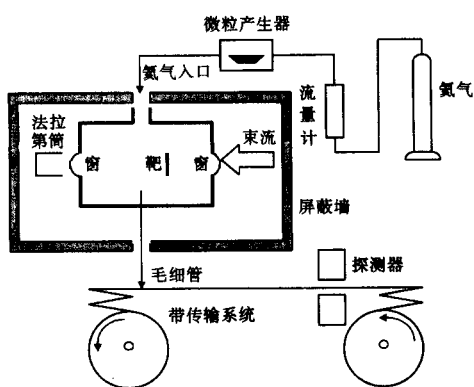 微粒产生器
氦气入口
流量计
氦气
法拉
第筒
窗
靶
窗
束流
屏蔽墙
毛细管
探测器
带传输系统